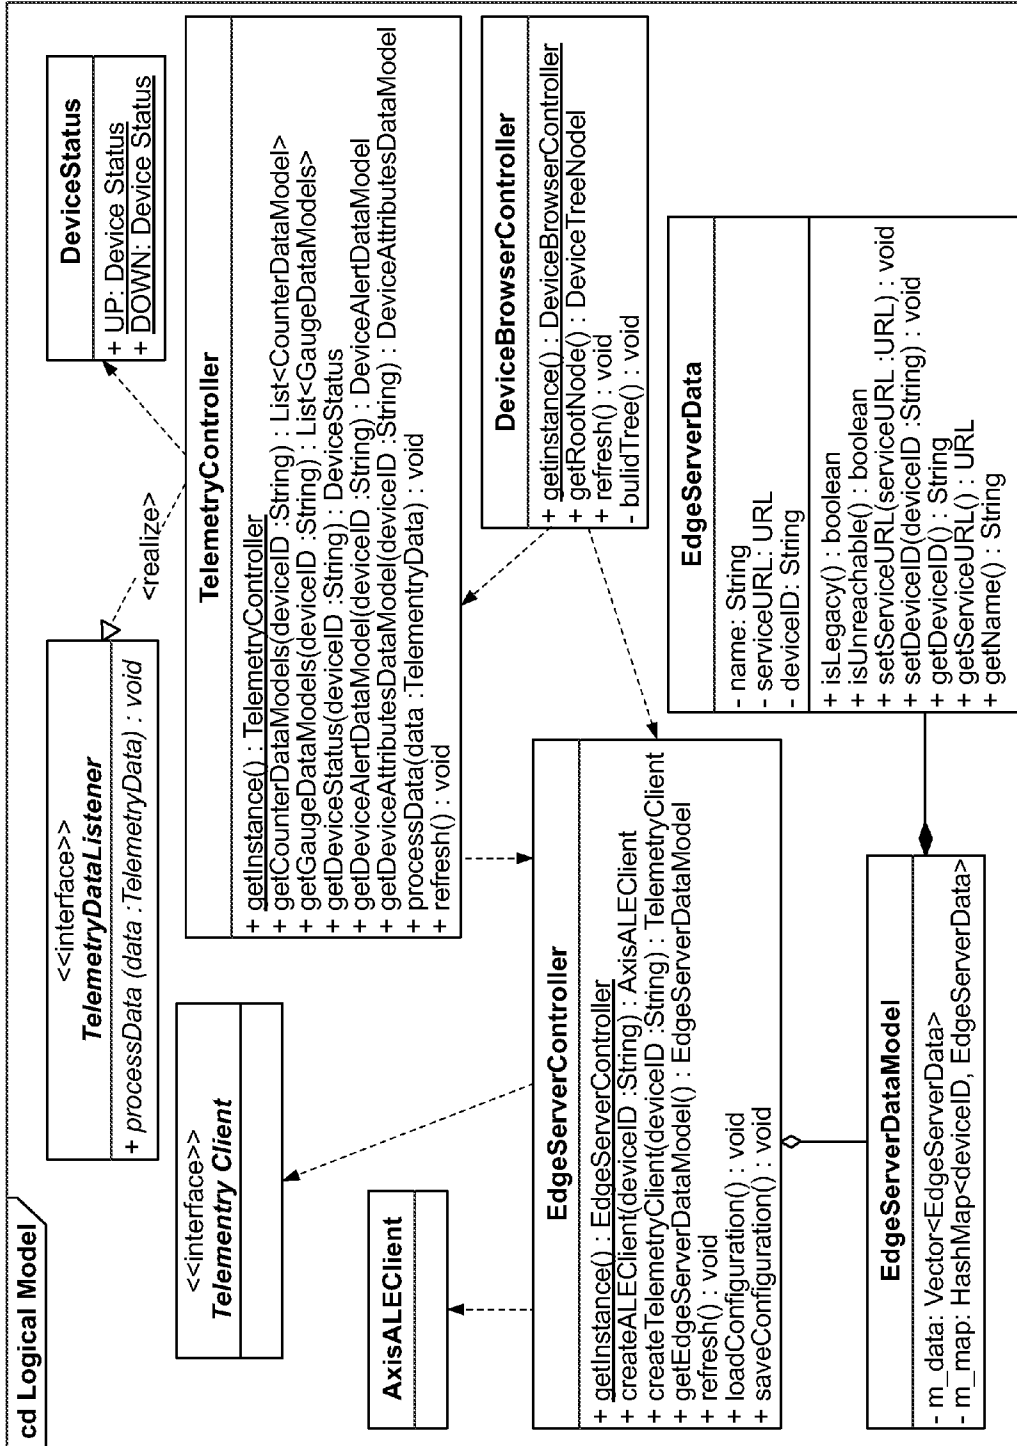 cd Logical Model
<<interface>>
TelemetryDataListener
+ processData (data :TelemetryData) : void
<realize>
DeviceStatus
+ UP: Device Status
+ DOWN: Device Status
<<interface>>
Telementry Client
TelemetryController
+ getInstance() : TelemetryController
+ getCounterDataModels(deviceID :String) : List<CounterDataModel>
+ getGaugeDataModels(deviceID :String) : List<GaugeDataModels>
+ getDeviceStatus(deviceID :String) : DeviceStatus
+ getDeviceAlertDataModel(deviceID :String) : DeviceAlertDataModel
+ getDeviceAttributesDataModel(deviceID :String) : DeviceAttributesDataModel
+ processData(data :TelementryData) : void
+ refresh() : void
AxisALEClient
DeviceBrowserController
+ getinstance() : DeviceBrowserController
+ getRootNode() : DeviceTreeNodel
+ refresh() : void
- bulidTree() : void
EdgeServerController
+ getInstance() : EdgeServerController
+ createALEClient(deviceID :String) : AxisALEClient
+ createTelemetryClient(deviceID :String) : TelemetryClient
+ getEdgeServerDataModel() : EdgeServerDataModel
+ refresh() : void
+ loadConfiguration() : void
+ saveConfiguration() : void
EdgeServerData
- name: String
- serviceURL: URL
- deviceID: String
+ isLegacy() : boolean
+ isUnreachable() : boolean
+ setServiceURL(serviceURL :URL) : void
+ setDeviceID(deviceID :String) : void
+ getDeviceID() : String
+ getServiceURL() : URL
+ getName() : String
EdgeServerDataModel
- m_data: Vector<EdgeServerData>
- m_map: HashMap<deviceID, EdgeServerData>